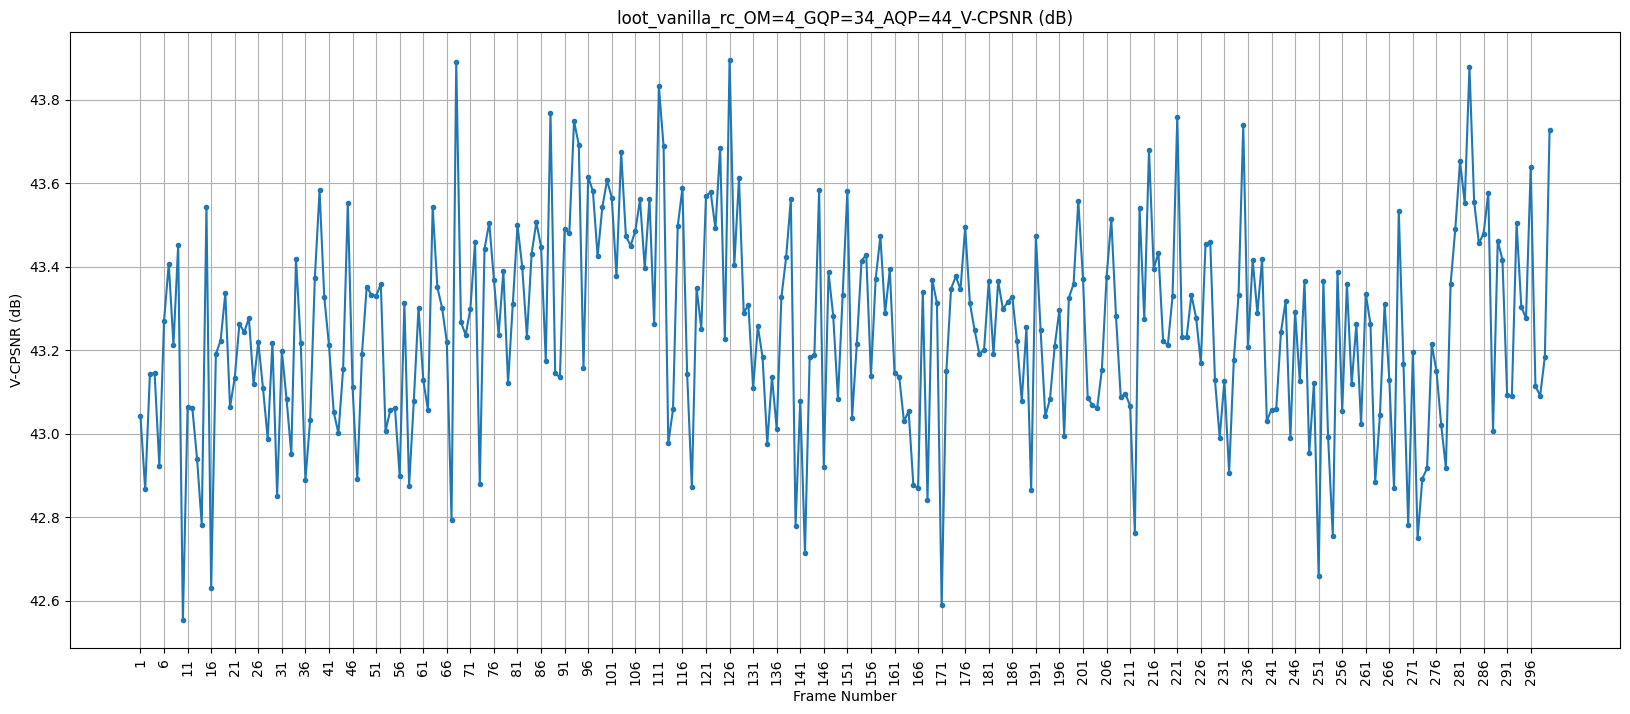 loot_vanilla_rc_OM=4_GQP=34_AQP=44_V-CPSNR (dB)
V-CPSNR (dB)
43.8
43.6
43.4
43.2
43.0
42.8
42.6
1 6 11 16 21 26 31 36 41 46 51 56 61 66 71 76 81 86 91 96 101 106 111 116 121 126 131 136 141 146 151 156 161 166 171 176 181 186 191 196 201 206 211 216 221 226 231 236 241 246 251 256 261 266 271 276 281 286 291 296
Frame Number